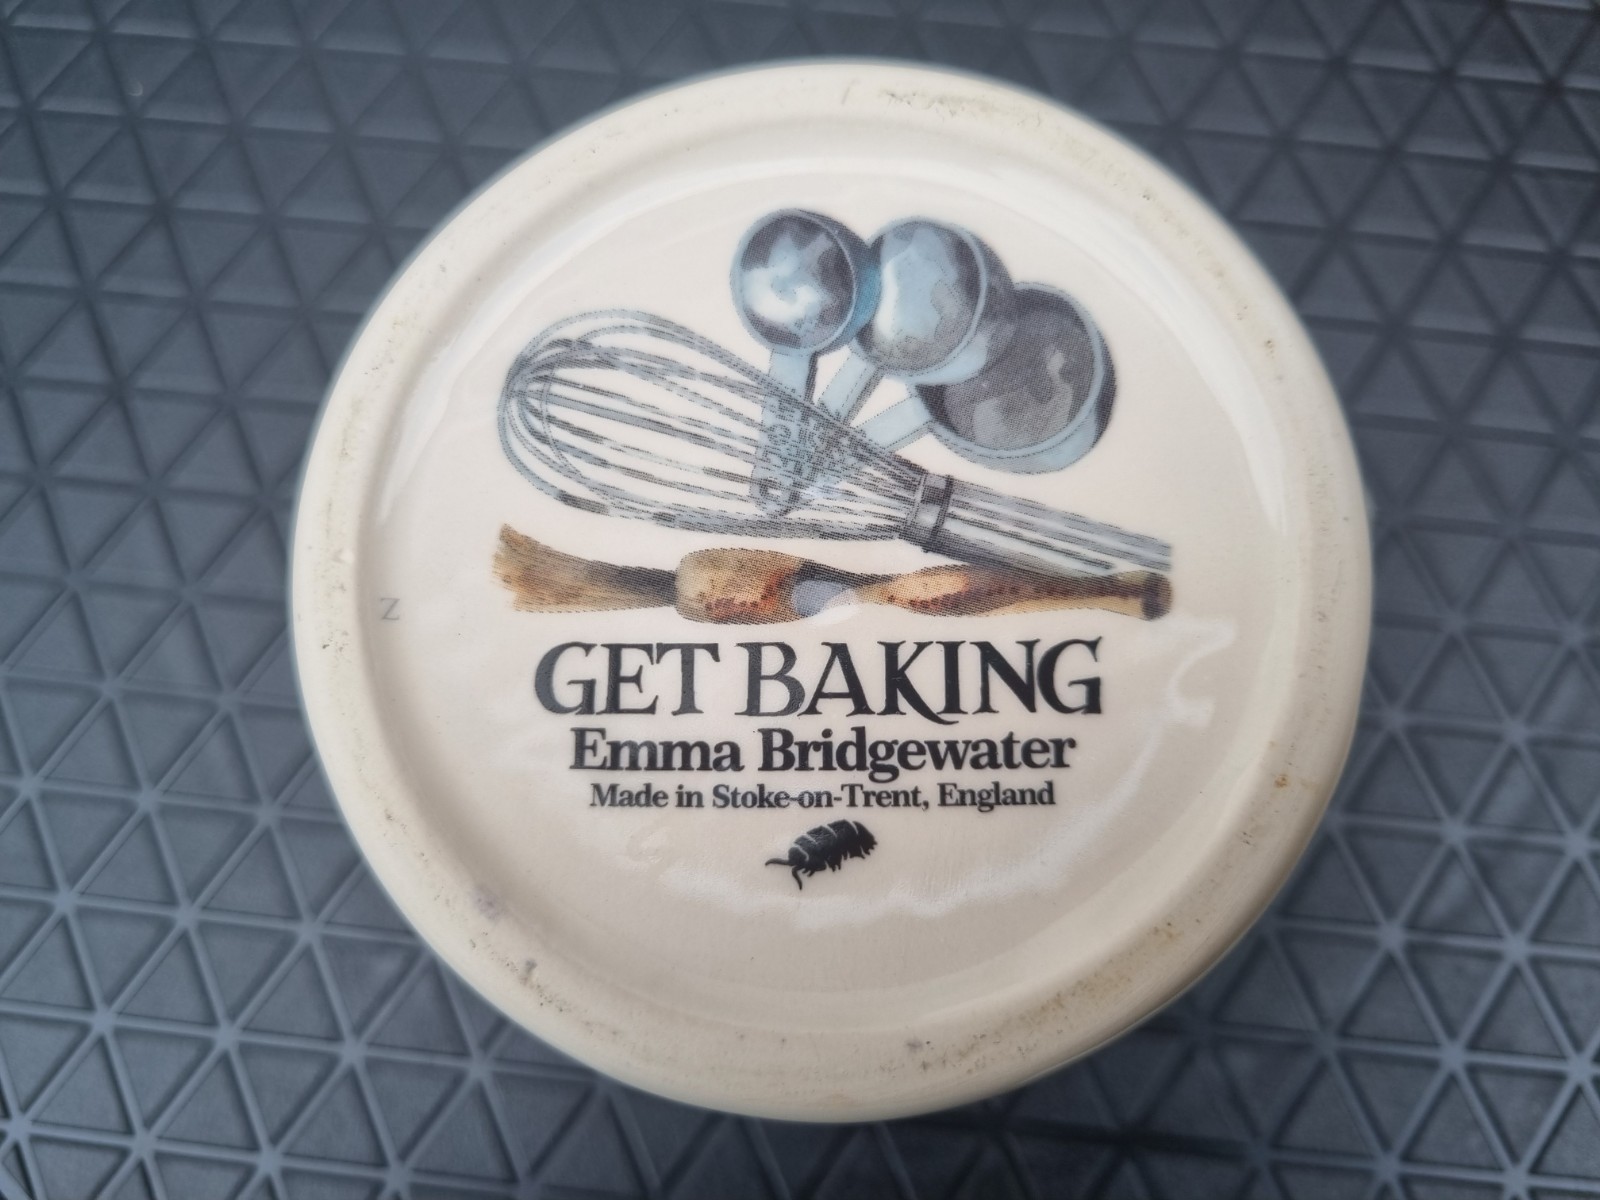 GET BAKING
Emma Bridgewater
Made in Stoke-on-Trent, England
Z